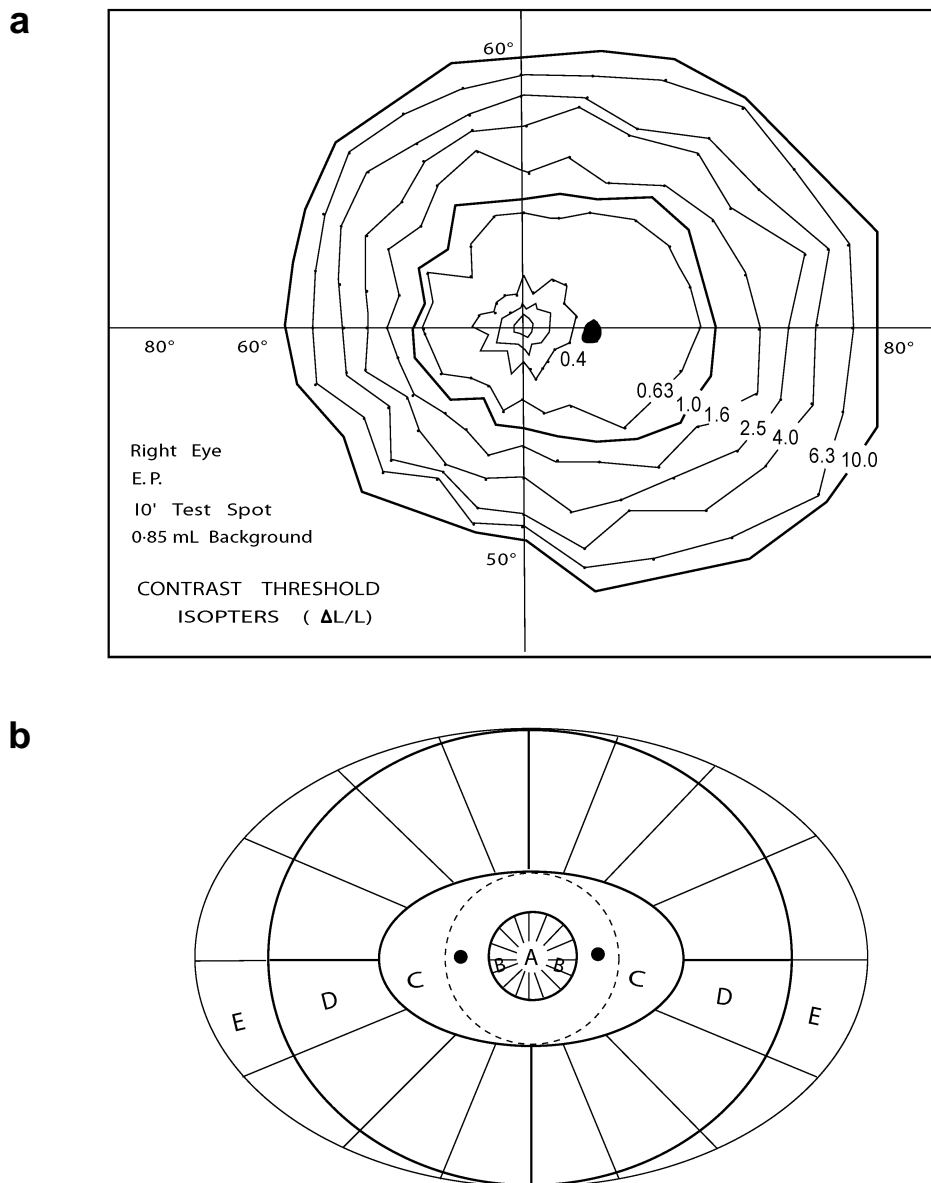 a
60°
80° 60° 80°
0.4
0.63
1.0
1.6
2.5
4.0
6.3
10.0
Right Eye
E. P.
10' Test Spot
0·85 mL Background
50°
CONTRAST THRESHOLD
ISOPTERS ( ΔL/L)
b
A
B B
C C
D D
E E